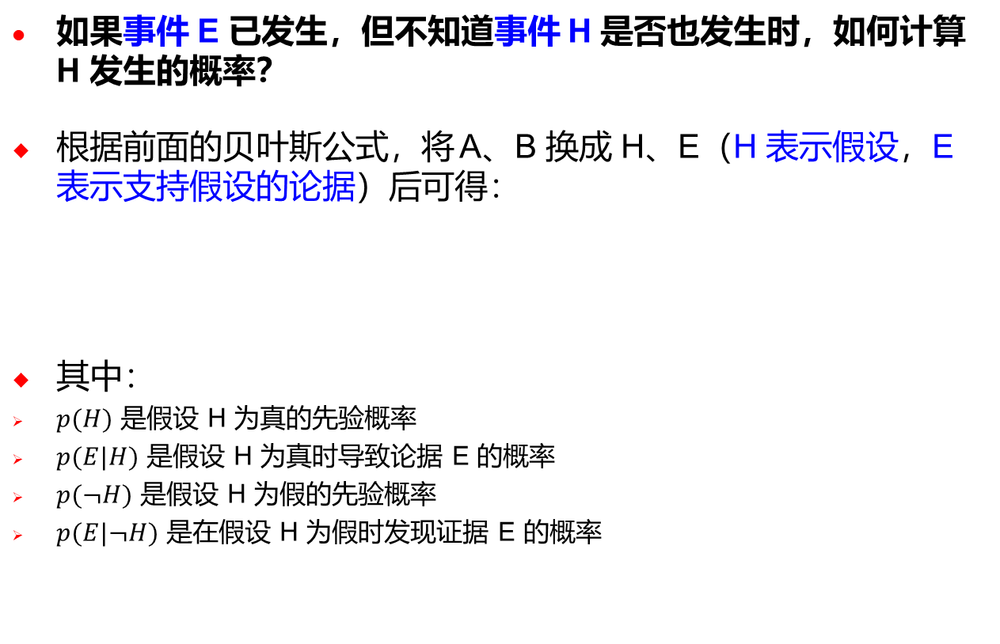 ● 如果事件 E 已发生，但不知道事件 H 是否也发生时，如何计算
H 发生的概率？
◆ 根据前面的贝叶斯公式，将 A、B 换成 H、E（H 表示假设，E
表示支持假设的论据）后可得：
◆ 其中：
➢ p(H) 是假设 H 为真的先验概率
➢ p(E|H) 是假设 H 为真时导致论据 E 的概率
➢ p(¬H) 是假设 H 为假的先验概率
➢ p(E|¬H) 是在假设 H 为假时发现证据 E 的概率